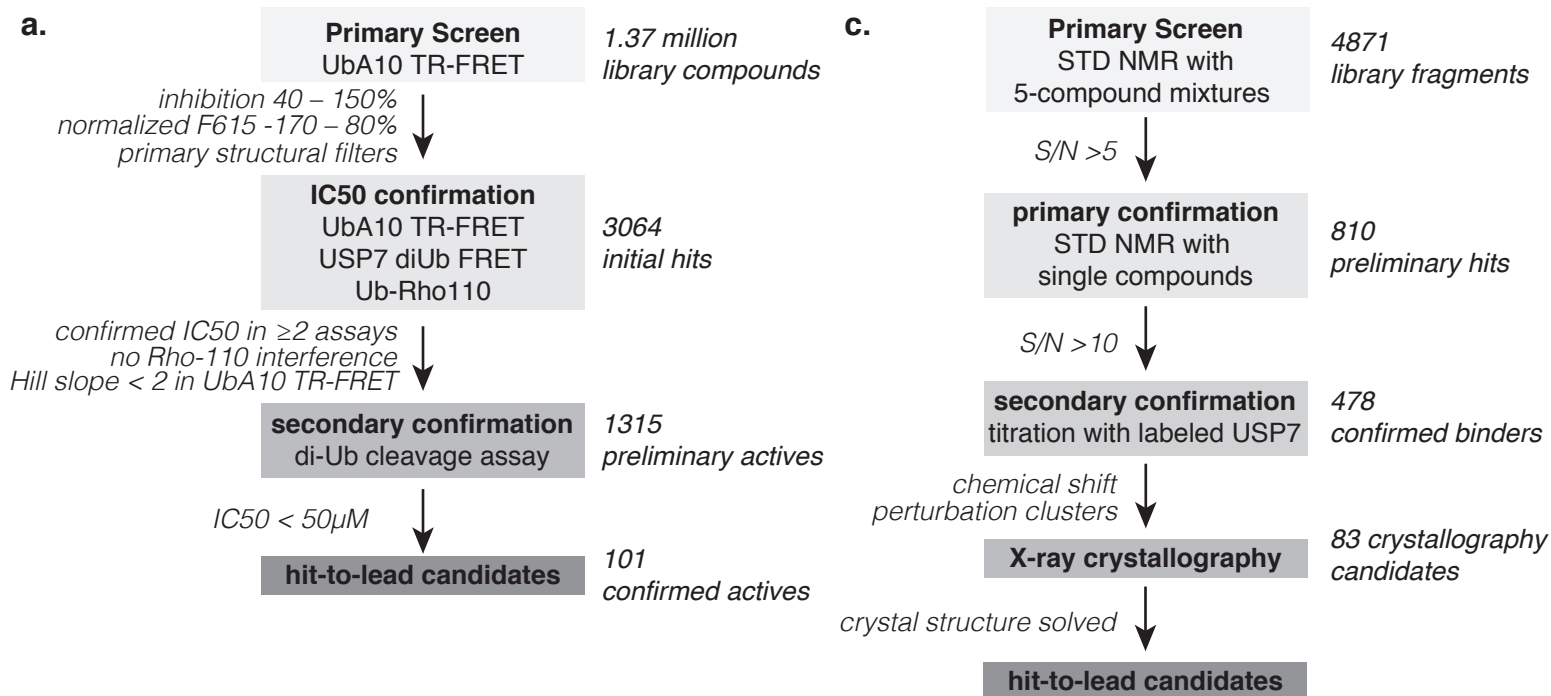 a.
Primary Screen
UbA10 TR-FRET
1.37 million
library compounds
inhibition 40 – 150%
normalized F615 -170 – 80%
primary structural filters
IC50 confirmation
UbA10 TR-FRET
USP7 diUb FRET
Ub-Rho110
3064
initial hits
confirmed IC50 in ≥2 assays
no Rho-110 interference
Hill slope < 2 in UbA10 TR-FRET
secondary confirmation
di-Ub cleavage assay
1315
preliminary actives
IC50 < 50µM
hit-to-lead candidates
101
confirmed actives
c.
Primary Screen
STD NMR with
5-compound mixtures
4871
library fragments
S/N >5
primary confirmation
STD NMR with
single compounds
810
preliminary hits
S/N >10
secondary confirmation
titration with labeled USP7
478
confirmed binders
chemical shift
perturbation clusters
X-ray crystallography
83 crystallography
candidates
crystal structure solved
hit-to-lead candidates